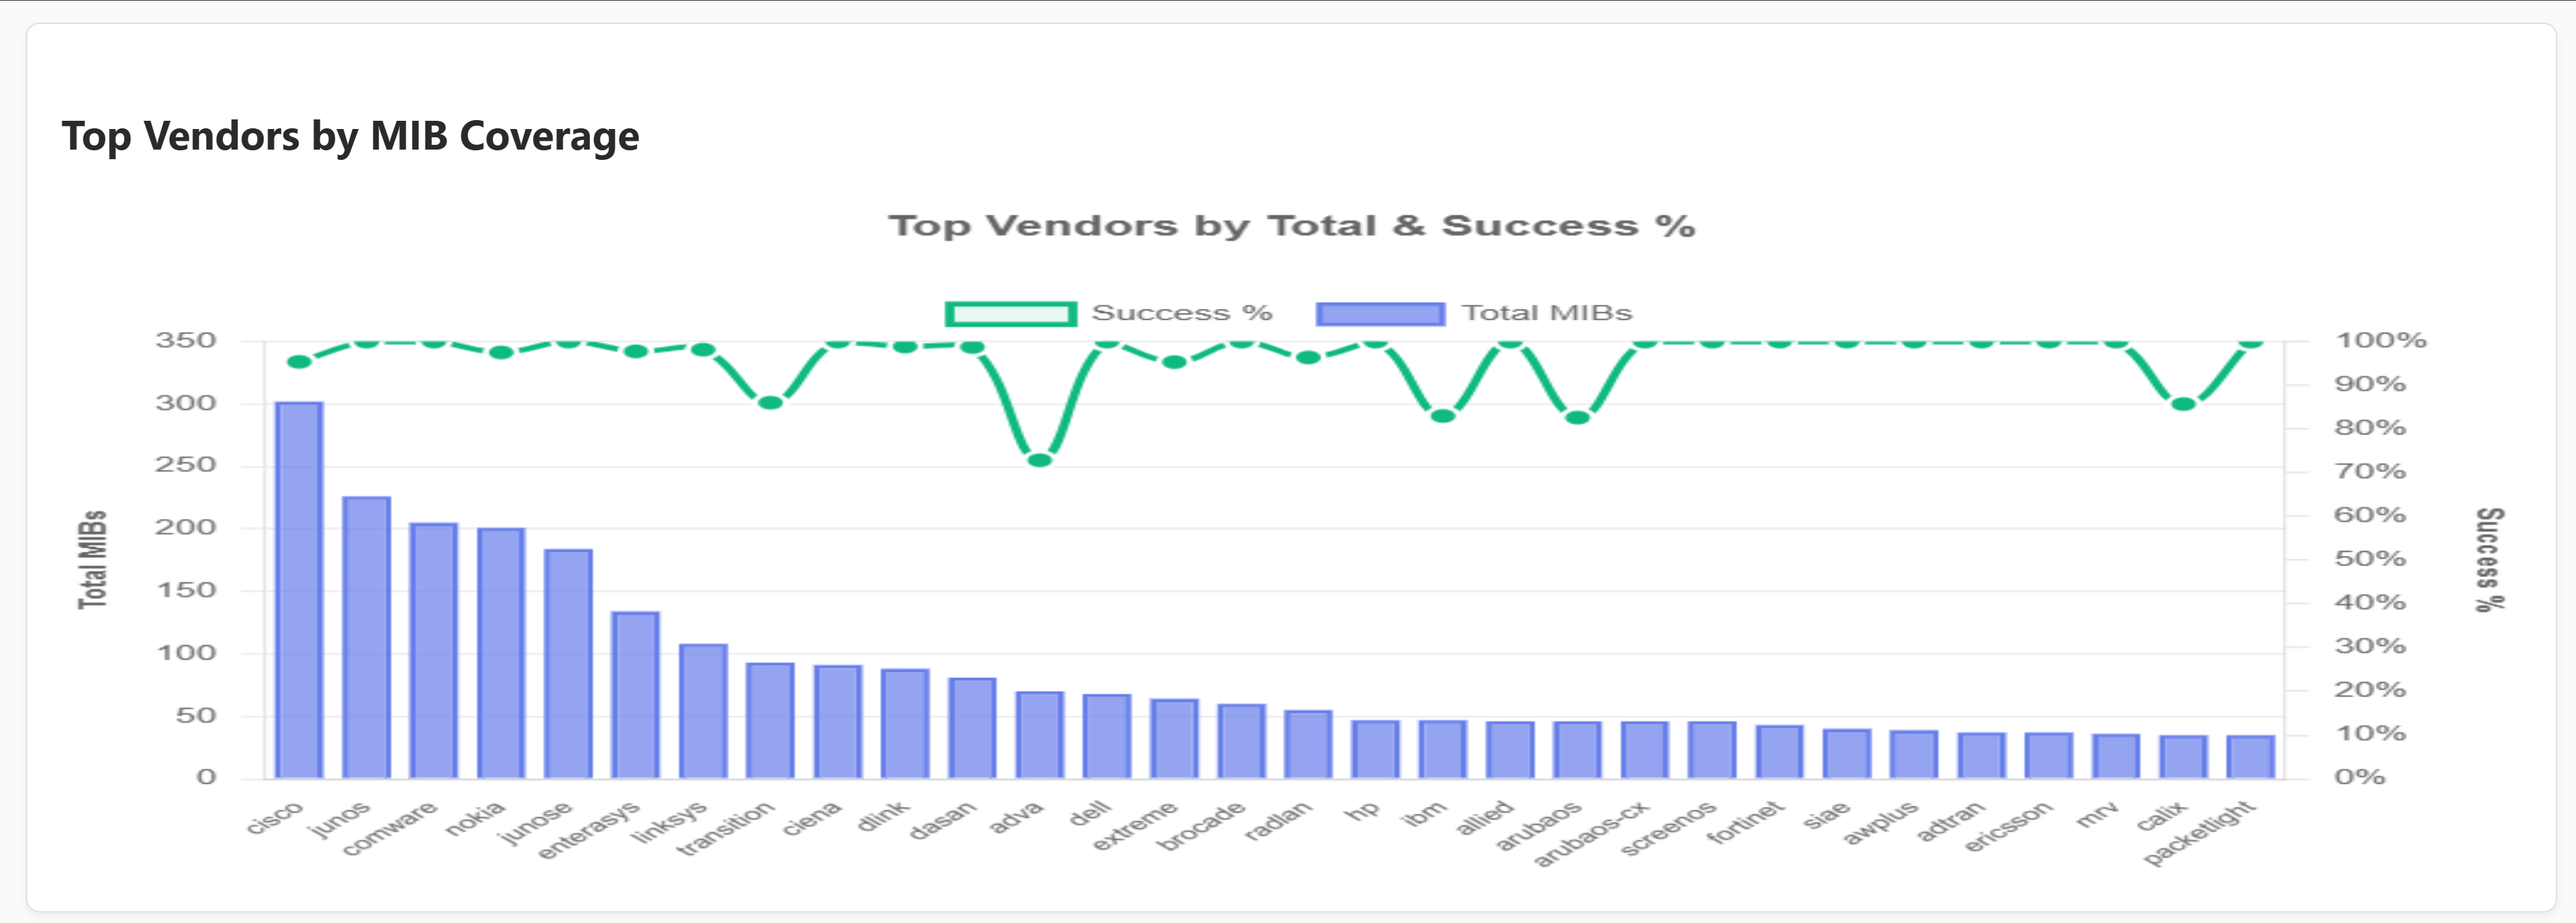 Top Vendors by MIB Coverage
Top Vendors by Total & Success %
Success % Total MIBs
350 100%
300 90%
250 80%
200 70%
150 60%
100 50%
50 40%
0 30%
20%
10%
0%
Total MIBs
Success %
cisco junos comware nokia junose enterasys linksys transition ciena dlink dasan adva dell extreme brocade radlan hp ibm allied arubaos arubaos-cx screenos fortinet siae awplus adtran ericsson mrv calix packetlight